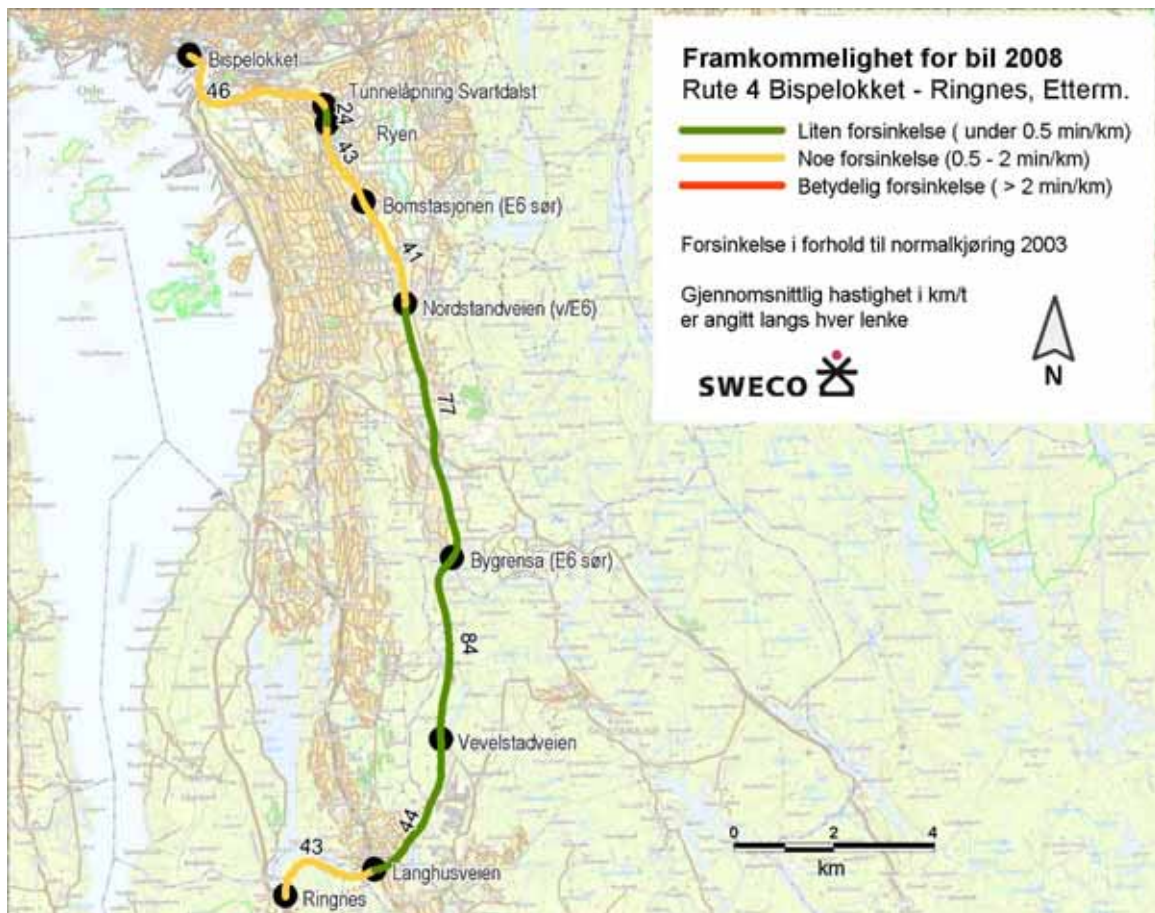 Framkommelighet for bil 2008
Rute 4 Bispelokket - Ringnes, Etterm.
Liten forsinkelse ( under 0.5 min/km)
Noe forsinkelse (0.5 - 2 min/km)
Betydelig forsinkelse ( > 2 min/km)
Forsinkelse i forhold til normalkjøring 2003
Gjennomsnittlig hastighet i km/t
er angitt langs hver lenke
SWECO
N
Bispelokket
46
Oslo
Tunnelåpning Svartdalst
24
Ryen
43
Bomstasjonen (E6 sør)
41
Nordstandveien (v/E6)
77
Bygrensa (E6 sør)
84
Vevelstadveien
44
Langhusveien
43
Ringnes
0 2 4
km